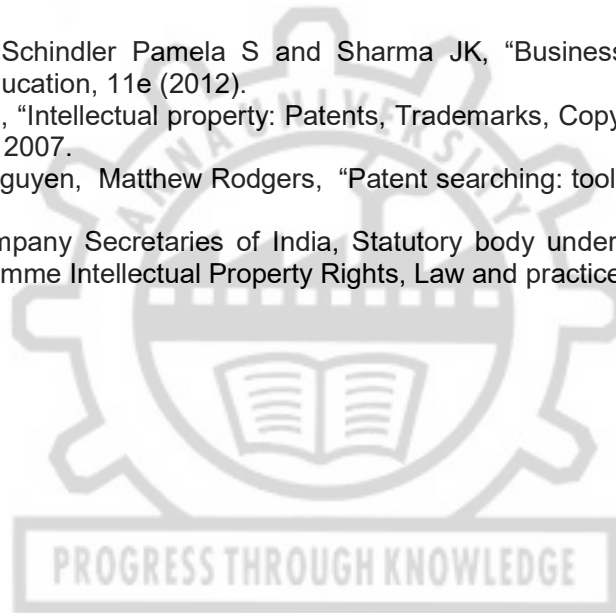 Schindler Pamela S and Sharma JK, “Business
ucation, 11e (2012).
, “Intellectual property: Patents, Trademarks, Copy
2007.
guyen, Matthew Rodgers, “Patent searching: tool
mpany Secretaries of India, Statutory body under
mme Intellectual Property Rights, Law and practice
ANNA UNIVERSITY
PROGRESS THROUGH KNOWLEDGE